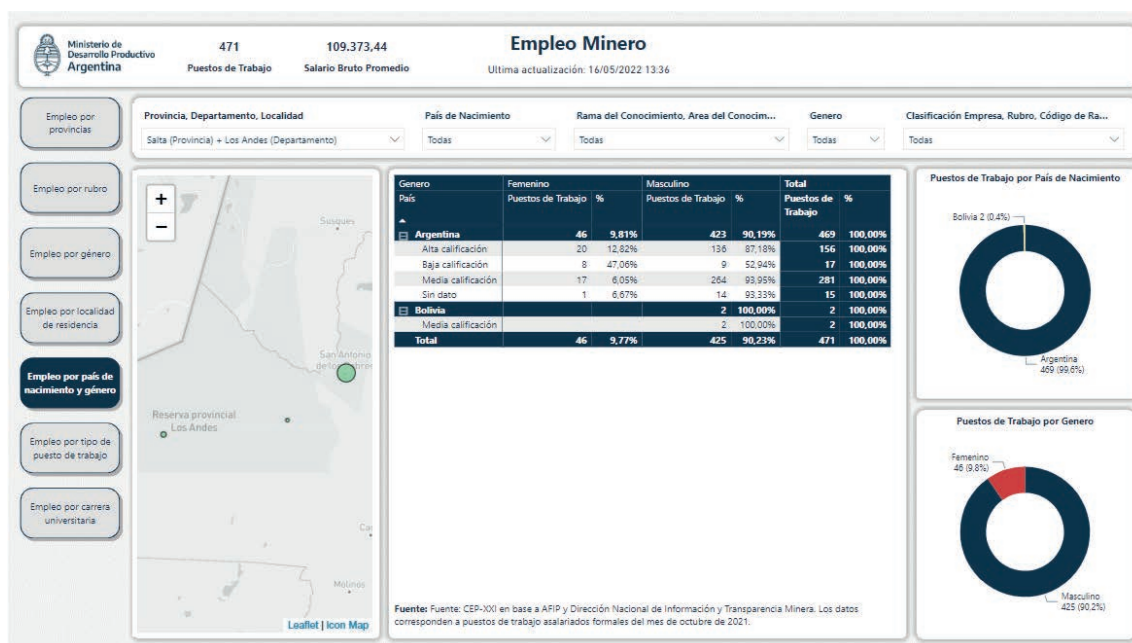 Ministerio de
Desarrollo Productivo
Argentina
471
Puestos de Trabajo
109.373,44
Salario Bruto Promedio
Empleo Minero
Ultima actualización: 16/05/2022 13:36
Empleo por
provincias
Empleo por rubro
Empleo por género
Empleo por localidad
de residencia
Empleo por país de
nacimiento y género
Empleo por tipo de
puesto de trabajo
Empleo por carrera
universitaria
Provincia, Departamento, Localidad
Salta (Provincia) + Los Andes (Departamento)
País de Nacimiento
Todas
Rama del Conocimiento, Area del Conocim...
Todas
Genero
Todas
Clasificación Empresa, Rubro, Código de Ra...
Todas
+
−
Susques
San Antonio
de los Cobres
Reserva provincial
Los Andes
Molinos
Leaflet | Icon Map
Genero Femenino Masculino Total
País Puestos de Trabajo % Puestos de Trabajo % Puestos de Trabajo %
Argentina 46 9,81% 423 90,19% 469 100,00%
Alta calificación 20 12,82% 136 87,18% 156 100,00%
Baja calificación 8 47,06% 9 52,94% 17 100,00%
Media calificación 17 6,05% 264 93,95% 281 100,00%
Sin dato 1 6,67% 14 93,33% 15 100,00%
Bolivia 2 100,00% 2 100,00%
Media calificación 2 100,00% 2 100,00%
Total 46 9,77% 425 90,23% 471 100,00%
Fuente: Fuente: CEP-XXI en base a AFIP y Dirección Nacional de Información y Transparencia Minera. Los datos
corresponden a puestos de trabajo asalariados formales del mes de octubre de 2021.
Puestos de Trabajo por País de Nacimiento
Bolivia 2 (0,4%)
Argentina
469 (99,6%)
Puestos de Trabajo por Genero
Femenino
46 (9,8%)
Masculino
425 (90,2%)